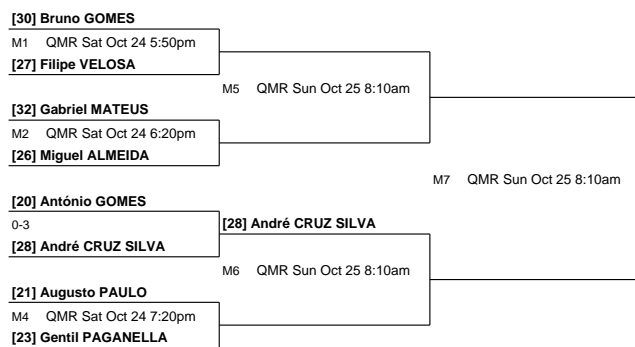 [30] Bruno GOMES
M1 QMR Sat Oct 24 5:50pm
[27] Filipe VELOSA
M5 QMR Sun Oct 25 8:10am
[32] Gabriel MATEUS
M2 QMR Sat Oct 24 6:20pm
[26] Miguel ALMEIDA
M7 QMR Sun Oct 25 8:10am
[20] António GOMES
0-3
[28] André CRUZ SILVA
[28] André CRUZ SILVA
M6 QMR Sun Oct 25 8:10am
[21] Augusto PAULO
M4 QMR Sat Oct 24 7:20pm
[23] Gentil PAGANELLA